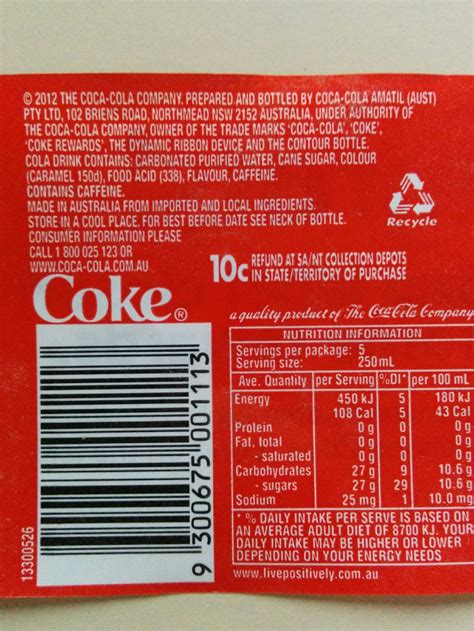 © 2012 THE COCA-COLA COMPANY. PREPARED AND BOTTLED BY COCA-COLA AMATIL (AUST)
PTY LTD, 102 BRIENS ROAD, NORTHMEAD NSW 2152 AUSTRALIA, UNDER AUTHORITY OF
THE COCA-COLA COMPANY, OWNER OF THE TRADE MARKS 'COCA-COLA', 'COKE',
'COKE REWARDS', THE DYNAMIC RIBBON DEVICE AND THE CONTOUR BOTTLE.
COLA DRINK CONTAINS: CARBONATED PURIFIED WATER, CANE SUGAR, COLOUR
(CARAMEL 150d), FOOD ACID (338), FLAVOUR, CAFFEINE.
CONTAINS CAFFEINE.
MADE IN AUSTRALIA FROM IMPORTED AND LOCAL INGREDIENTS.
STORE IN A COOL PLACE. FOR BEST BEFORE DATE SEE NECK OF BOTTLE.
CONSUMER INFORMATION PLEASE
CALL 1 800 025 123 OR
WWW.COCA-COLA.COM.AU
Recycle
10c REFUND AT SA/NT COLLECTION DEPOTS
IN STATE/TERRITORY OF PURCHASE
Coke®
a quality product of The Coca-Cola Company
NUTRITION INFORMATION
Servings per package: 5
Serving size: 250mL
Ave. Quantity per Serving %DI* per 100 mL
Energy 450 kJ 5 180 kJ
108 Cal 5 43 Cal
Protein 0 g 0 0 g
Fat, total 0 g 0 0 g
- saturated 0 g 0 0 g
Carbohydrates 27 g 9 10.6 g
- sugars 27 g 29 10.6 g
Sodium 25 mg 1 10.0 mg
* % DAILY INTAKE PER SERVE IS BASED ON
AN AVERAGE ADULT DIET OF 8700 KJ. YOUR
DAILY INTAKE MAY BE HIGHER OR LOWER
DEPENDING ON YOUR ENERGY NEEDS
www.livepositively.com.au
9 300675 001113
13300526